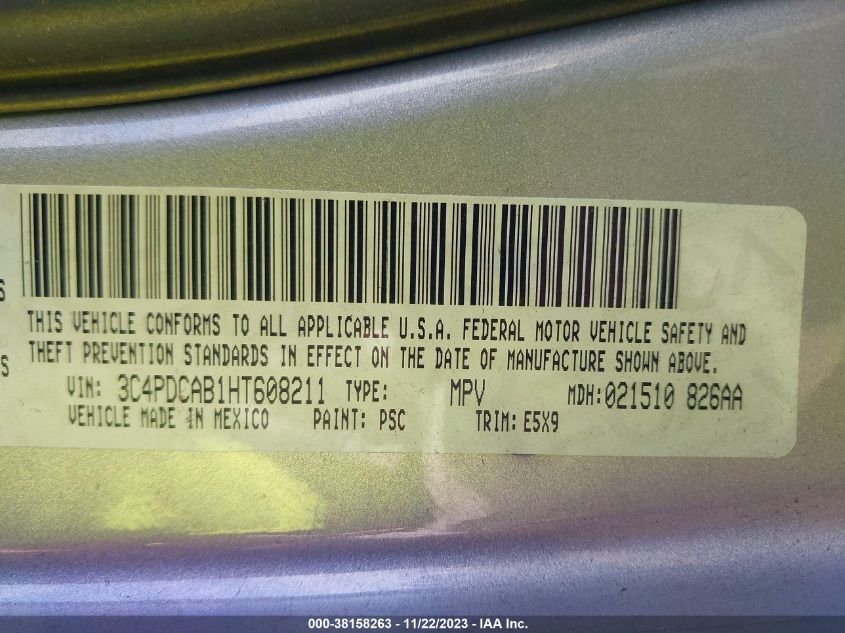 S
THIS VEHICLE CONFORMS TO ALL APPLICABLE U.S.A. FEDERAL MOTOR VEHICLE SAFETY AND
S THEFT PREVENTION STANDARDS IN EFFECT ON THE DATE OF MANUFACTURE SHOWN ABOVE.
VIN: 3C4PDCAB1HT608211 TYPE: MPV MDH:021510 826AA
VEHICLE MADE IN MEXICO PAINT: PSC TRIM: E5X9
000-38158263 - 11/22/2023 - IAA Inc.